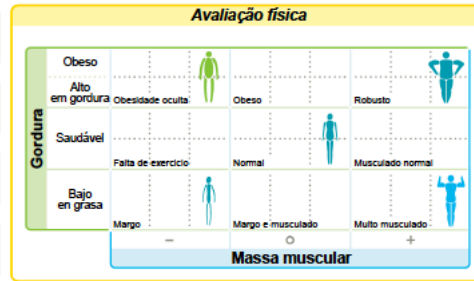 Avaliação física
Gordura
Obeso
Alto
em gordura
Obesidade oculta
Obeso
Robusto
Saudável
Falta de exercicio
Normal
Musculado normal
Bajo
en grasa
Margo
Margo e musculado
Muito musculado
− o +
Massa muscular